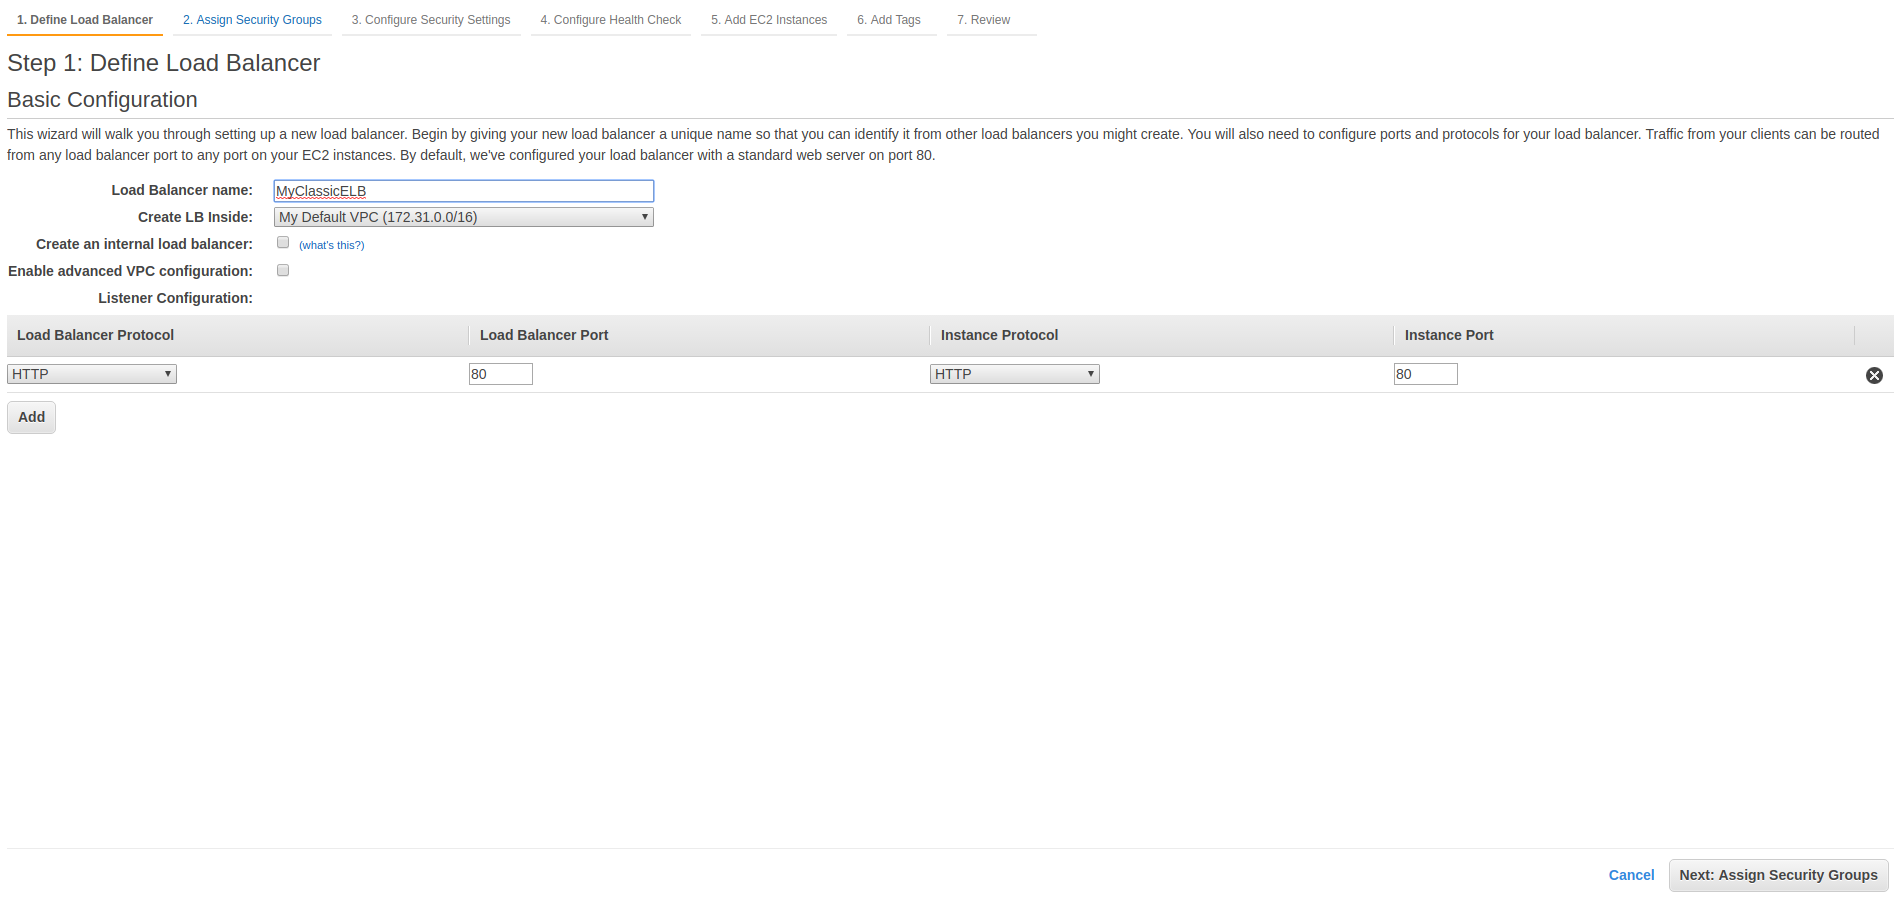 1. Define Load Balancer 2. Assign Security Groups 3. Configure Security Settings 4. Configure Health Check 5. Add EC2 Instances 6. Add Tags 7. Review
Step 1: Define Load Balancer
Basic Configuration
This wizard will walk you through setting up a new load balancer. Begin by giving your new load balancer a unique name so that you can identify it from other load balancers you might create. You will also need to configure ports and protocols for your load balancer. Traffic from your clients can be routed
from any load balancer port to any port on your EC2 instances. By default, we've configured your load balancer with a standard web server on port 80.
Load Balancer name: MyClassicELB
Create LB Inside: My Default VPC (172.31.0.0/16)
Create an internal load balancer: (what's this?)
Enable advanced VPC configuration:
Listener Configuration:
Load Balancer Protocol Load Balancer Port Instance Protocol Instance Port
HTTP 80 HTTP 80
Add
Cancel Next: Assign Security Groups